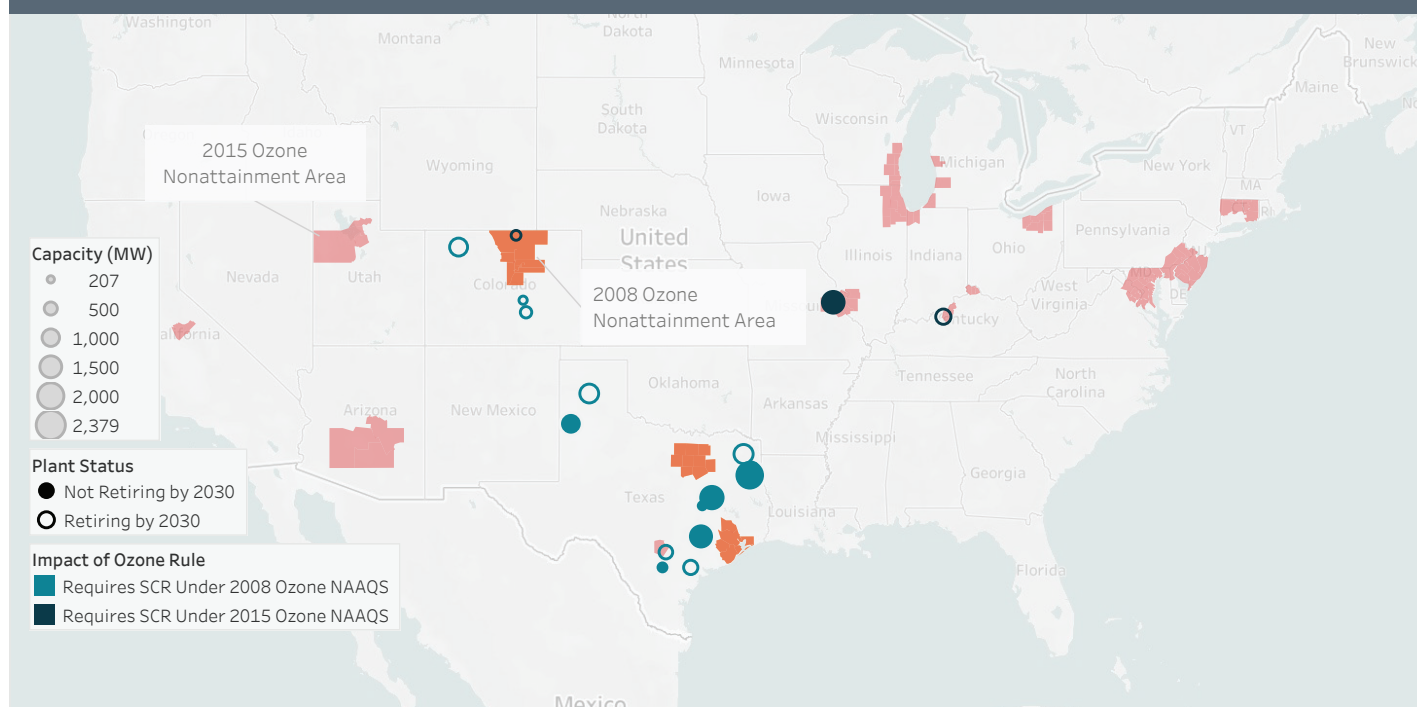 Washington
Montana
North
Dakota
Minnesota
New
Brunswick
Maine
South
Dakota
Wisconsin
VT
Michigan
New York
MA
RI
2015 Ozone
Nonattainment Area
Wyoming
Iowa
Nebraska
United
States
Illinois
Indiana
Ohio
Pennsylvania
NJ
MD
DE
West
Virginia
Nevada
Utah
Colorado
2008 Ozone
Nonattainment Area
Kentucky
California
Capacity (MW)
207
500
1,000
1,500
2,000
2,379
Arizona
New Mexico
Oklahoma
Arkansas
Tennessee
North
Carolina
Mississippi
Georgia
Texas
Louisiana
Florida
Plant Status
Not Retiring by 2030
Retiring by 2030
Impact of Ozone Rule
Requires SCR Under 2008 Ozone NAAQS
Requires SCR Under 2015 Ozone NAAQS
Mexico